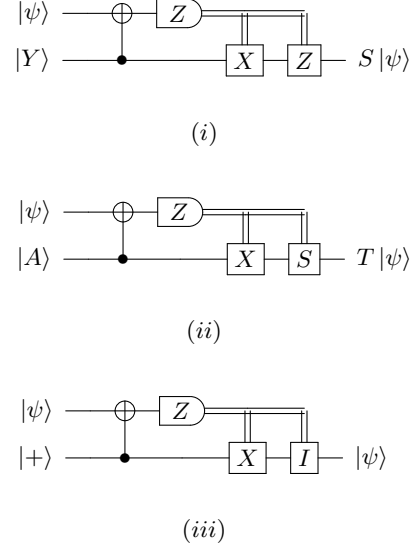 |ψ⟩ Z
|Y⟩ X Z S |ψ⟩
(i)
|ψ⟩ Z
|A⟩ X S T |ψ⟩
(ii)
|ψ⟩ Z
|+⟩ X I |ψ⟩
(iii)